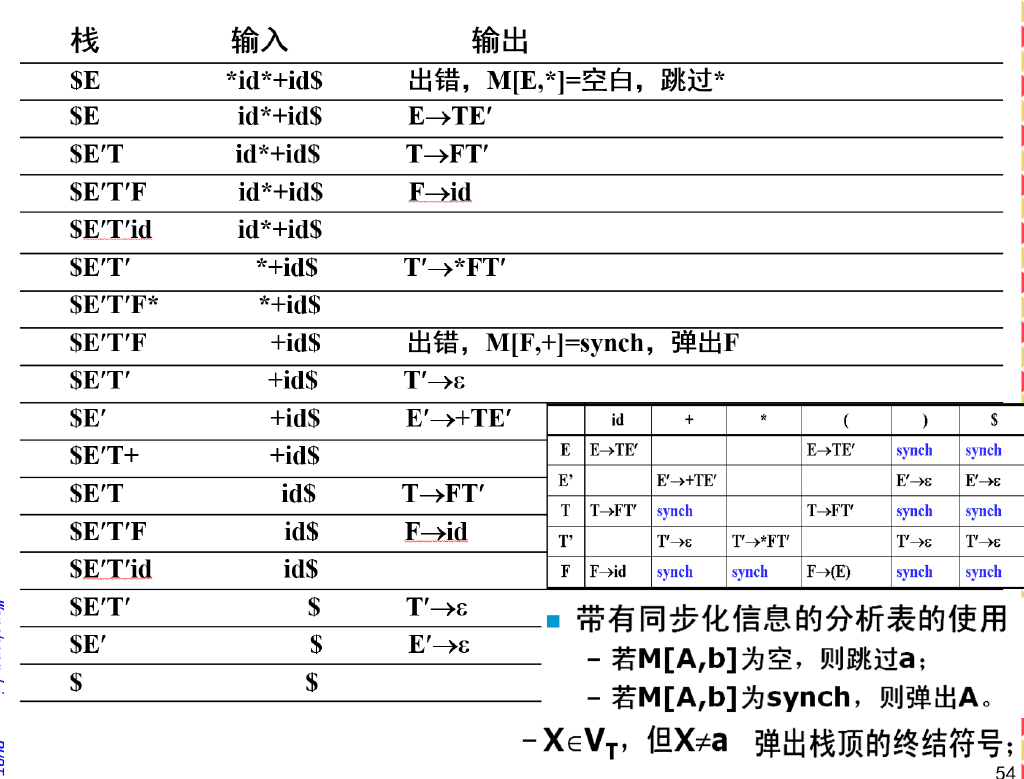 栈 输入 输出
$E *id*+id$ 出错，M[E,*]=空白，跳过*
$E id*+id$ E→TE′
$E′T id*+id$ T→FT′
$E′T′F id*+id$ F→id
$E′T′id id*+id$
$E′T′ *+id$ T′→*FT′
$E′T′F* *+id$
$E′T′F +id$ 出错，M[F,+]=synch，弹出F
$E′T′ +id$ T′→ε
$E′ +id$ E′→+TE′
$E′T+ +id$
$E′T id$ T→FT′
$E′T′F id$ F→id
$E′T′id id$
$E′T′ $ T′→ε
$E′ $ E′→ε
$ $
id + * ( ) $
E E→TE′ E→TE′ synch synch
E’ E′→+TE′ E′→ε E′→ε
T T→FT′ synch T→FT′ synch synch
T’ T′→ε T′→*FT′ T′→ε T′→ε
F F→id synch synch F→(E) synch synch
■ 带有同步化信息的分析表的使用
– 若M[A,b]为空，则跳过a；
– 若M[A,b]为synch，则弹出A。
–X∈VT，但X≠a 弹出栈顶的终结符号；
54